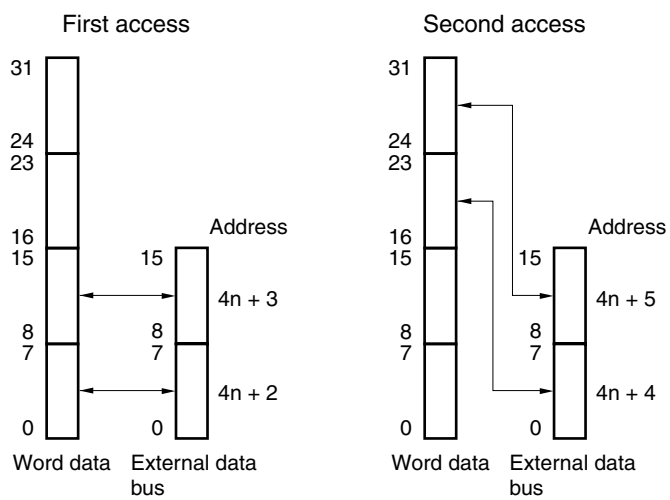 First access
31
24
23
16
15
8
7
0
Word data
Address
15
4n + 3
8
7
4n + 2
0
External data
bus
Second access
31
24
23
16
15
8
7
0
Word data
Address
15
4n + 5
8
7
4n + 4
0
External data
bus